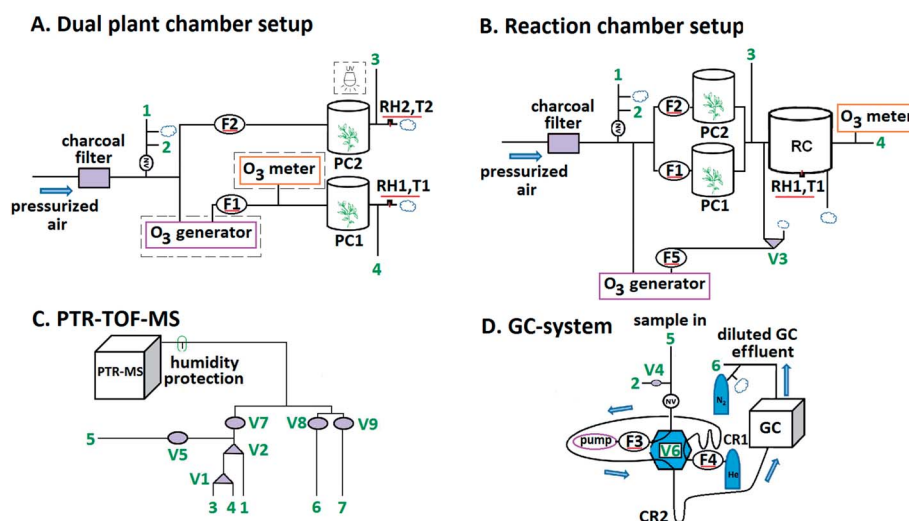 A. Dual plant chamber setup
3
UV
1
RH2,T2
charcoal
filter
2
F2
NV
PC2
O3 meter
RH1,T1
pressurized
air
F1
O3 generator
PC1
4
B. Reaction chamber setup
3
1
charcoal
filter
2
F2
O3 meter
NV
PC2
RC
4
F1
pressurized
air
PC1
RH1,T1
F5
V3
O3 generator
C. PTR-TOF-MS
PTR-MS
humidity
protection
V7
V8
V9
5
V5
V2
V1
3
4
1
6
7
D. GC-system
sample in
5
diluted GC
effluent
V4
2
6
NV
N2
pump
F3
CR1
GC
V6
F4
He
CR2